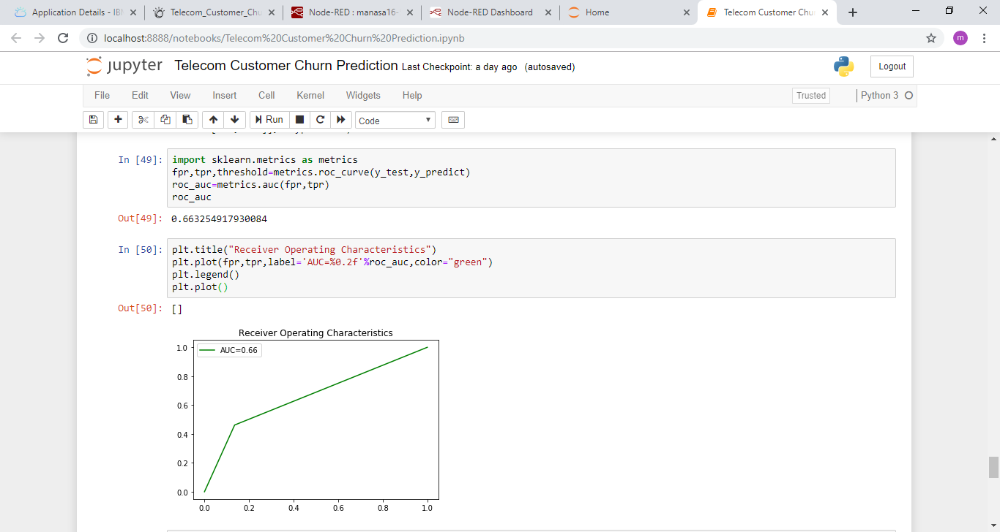 Application Details - IBM
Telecom_Customer_Chu
Node-RED : manasa16-
Node-RED Dashboard
Home
Telecom Customer Chu
localhost:8888/notebooks/Telecom%20Customer%20Churn%20Prediction.ipynb
m
jupyter Telecom Customer Churn Prediction Last Checkpoint: a day ago (autosaved)
Logout
File Edit View Insert Cell Kernel Widgets Help
Trusted
Python 3
Run
Code
In [49]:
import sklearn.metrics as metrics
fpr,tpr,threshold=metrics.roc_curve(y_test,y_predict)
roc_auc=metrics.auc(fpr,tpr)
roc_auc
Out[49]: 0.663254917930084
In [50]:
plt.title("Receiver Operating Characteristics")
plt.plot(fpr,tpr,label='AUC=%0.2f'%roc_auc,color="green")
plt.legend()
plt.plot()
Out[50]: []
Receiver Operating Characteristics
AUC=0.66
1.0
0.8
0.6
0.4
0.2
0.0
0.0 0.2 0.4 0.6 0.8 1.0